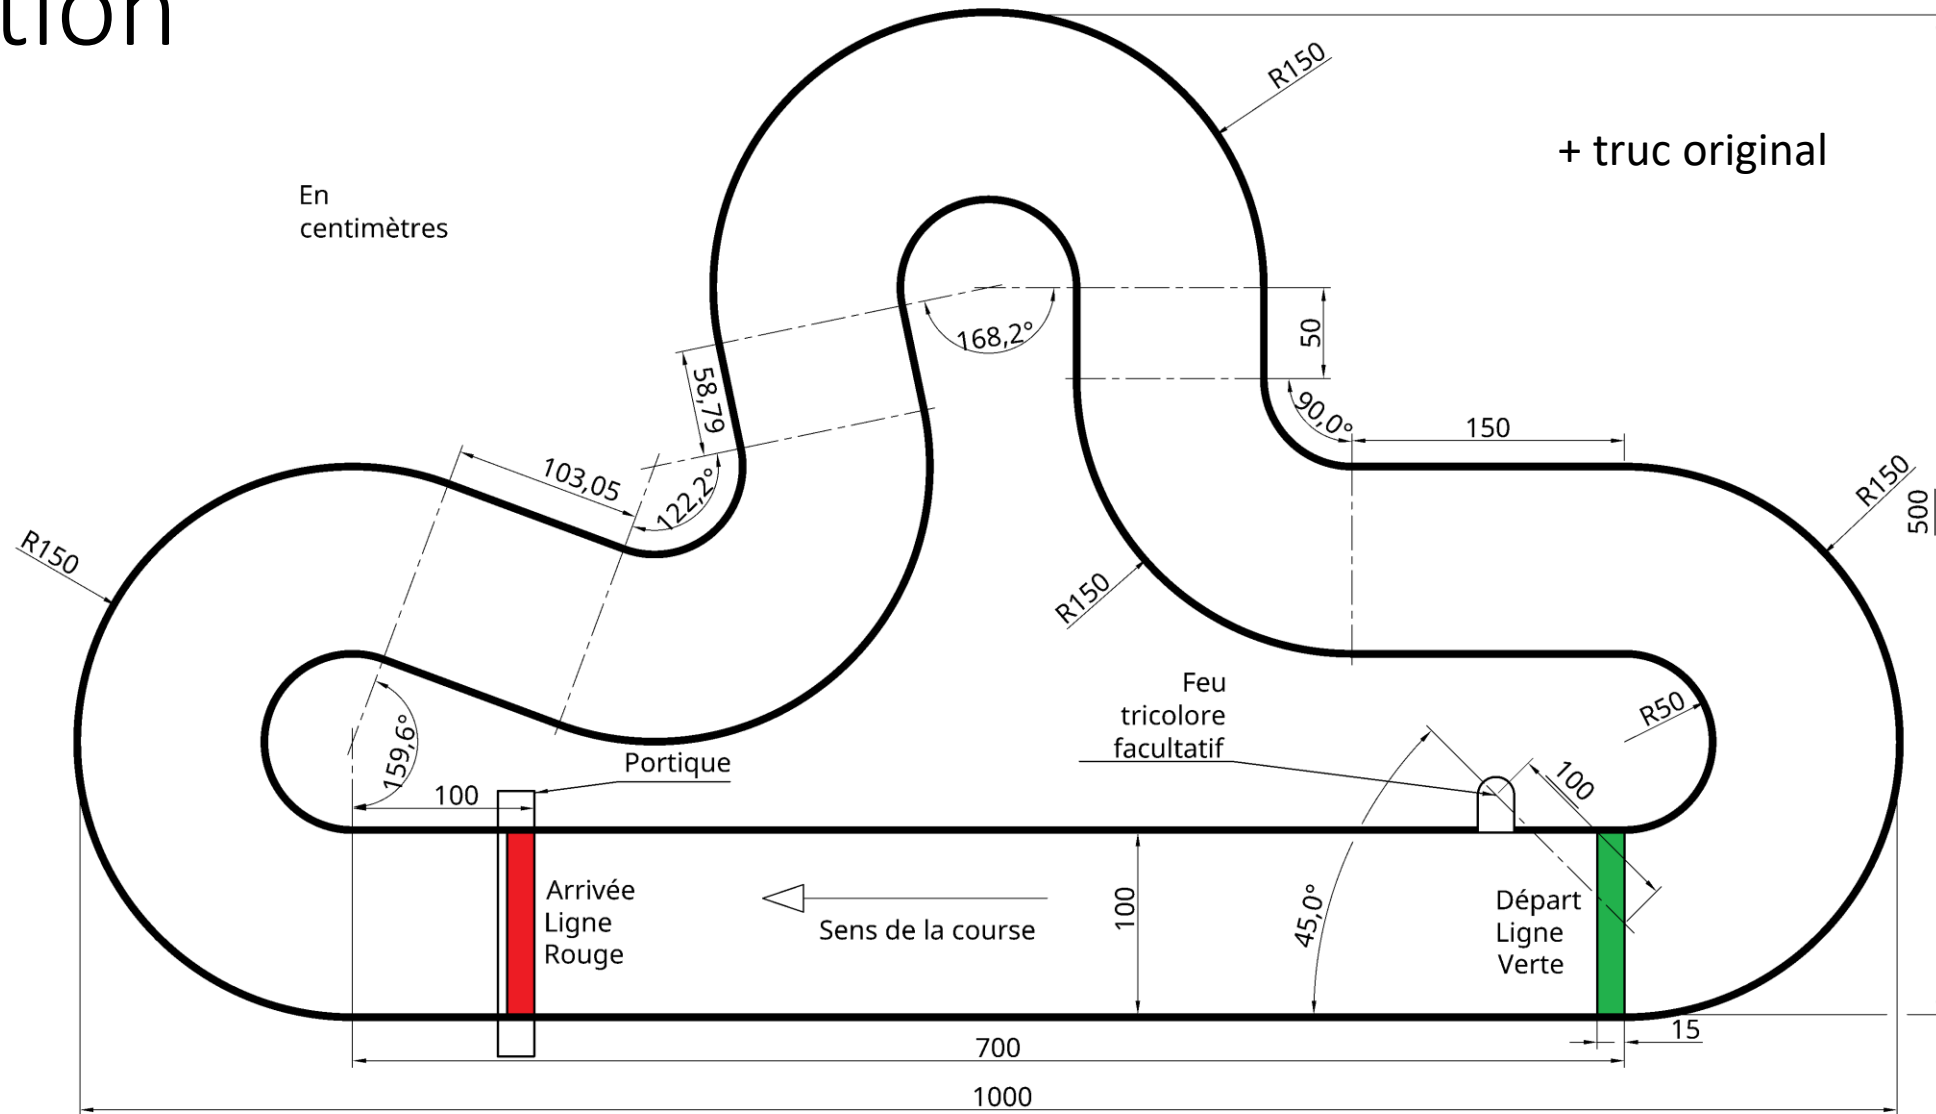 tion
R150
+ truc original
En
centimètres
168,2°
50
58,79
90,0°
150
103,05
122,2°
R150
500
R150
R150
Feu
tricolore
facultatif
R50
159,6°
Portique
100
100
Arrivée
Ligne
Rouge
Sens de la course
100
45,0°
Départ
Ligne
Verte
15
700
1000